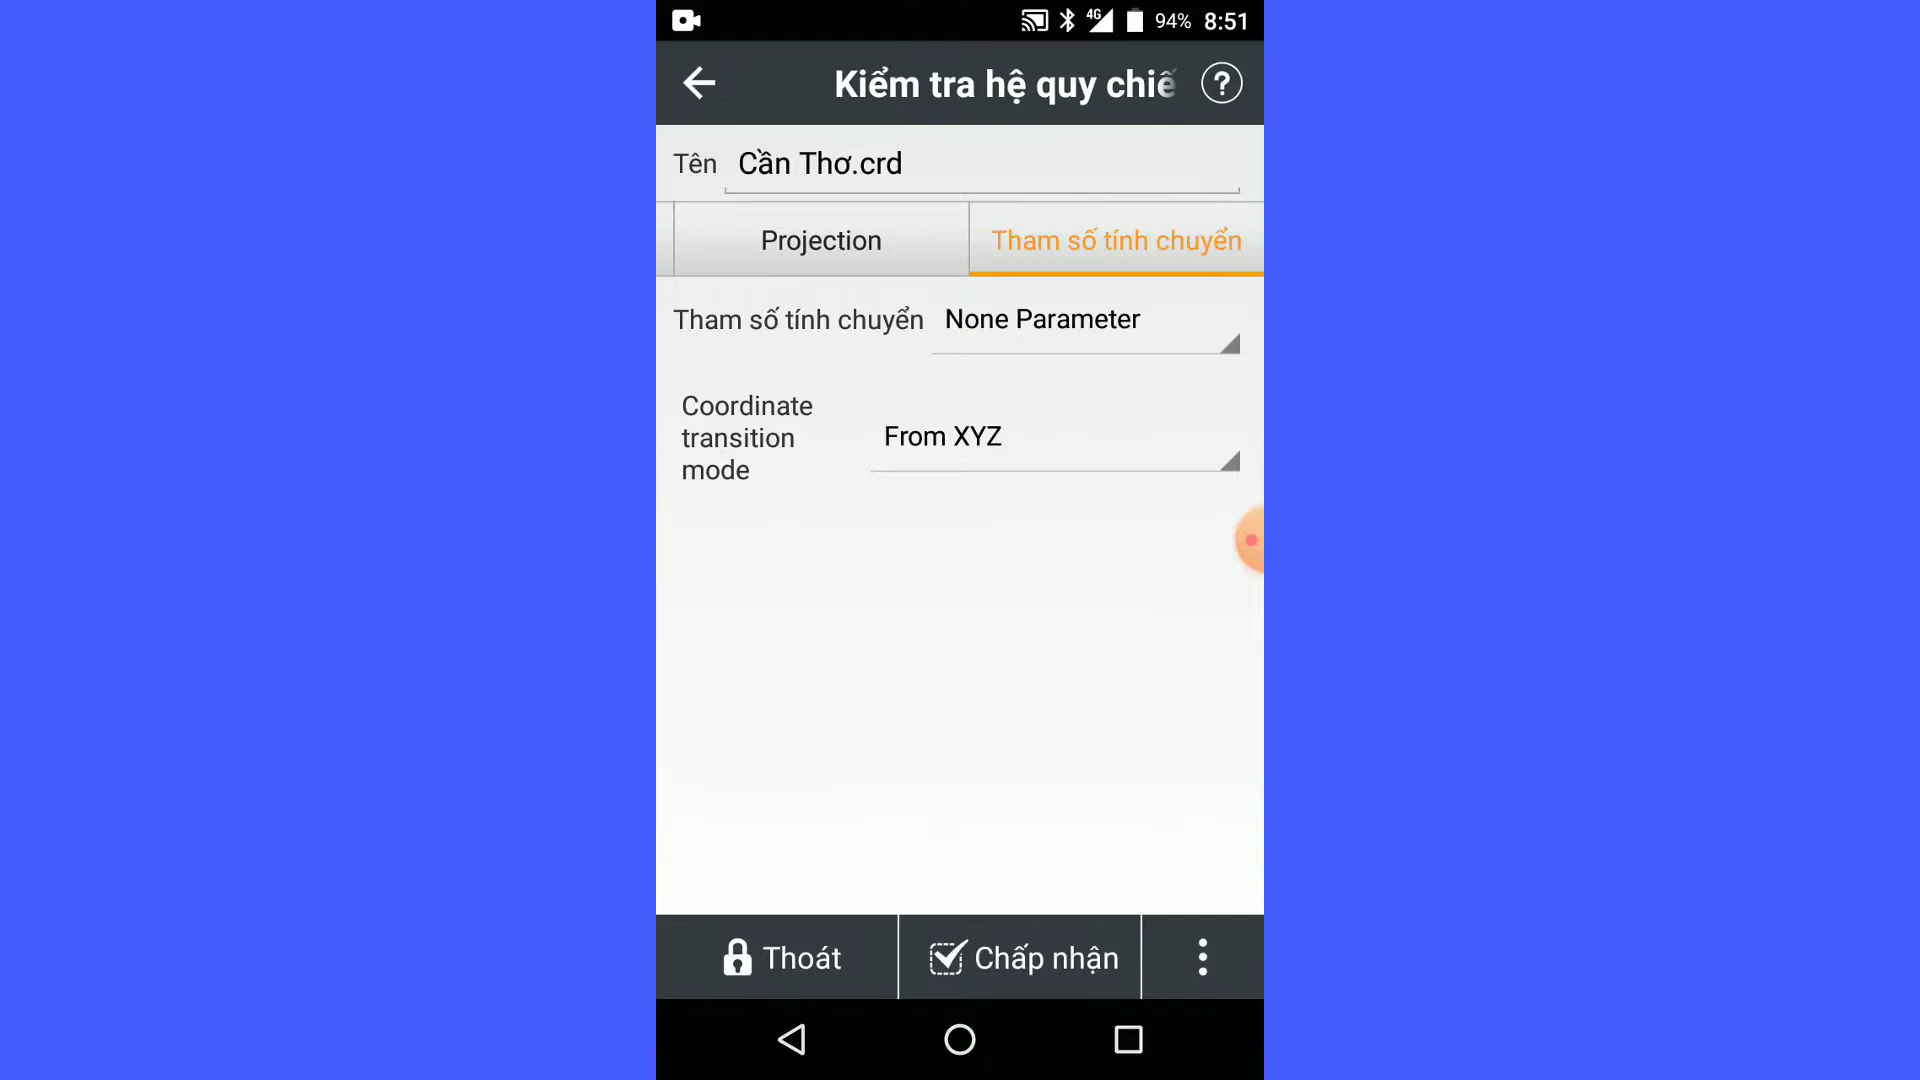 4G 94% 8:51
Kiểm tra hệ quy chiế
Tên Cần Thơ.crd
Projection Tham số tính chuyển
Tham số tính chuyển None Parameter
Coordinate
transition
mode
From XYZ
Thoát Chấp nhận